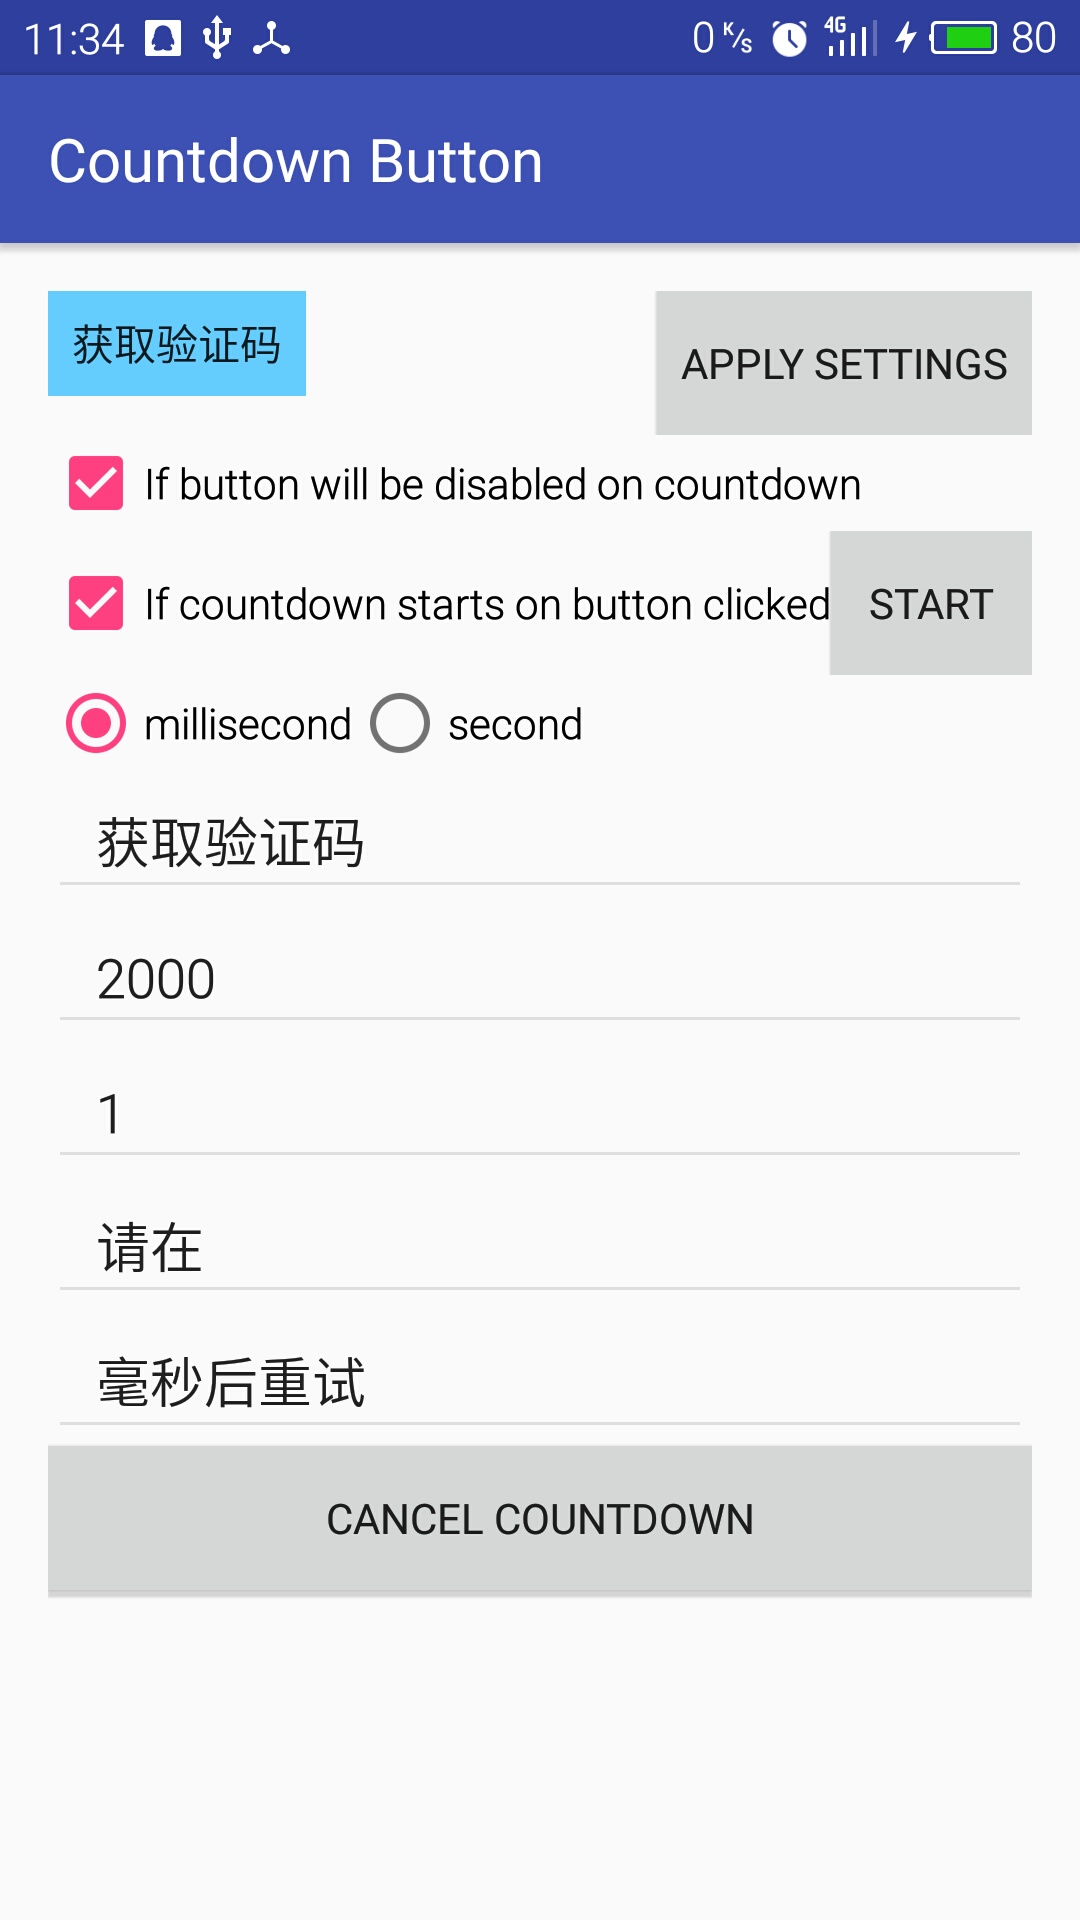 11:34 0 K/s 4G 80
Countdown Button
获取验证码 APPLY SETTINGS
If button will be disabled on countdown
If countdown starts on button clicked START
millisecond second
获取验证码
2000
1
请在
毫秒后重试
CANCEL COUNTDOWN